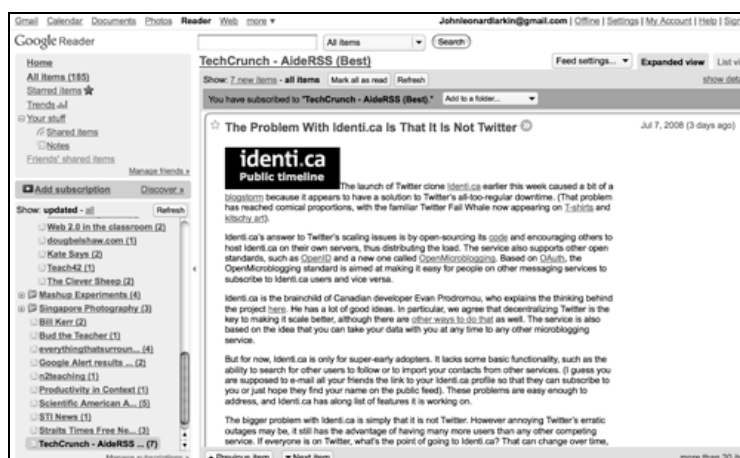 Gmail Calendar Documents Photos Reader Web more ▼
Johnleonardlarkin@gmail.com | Offline | Settings | My Account | Help | Sign
Google Reader
All items
Search
Home
All items (185)
Starred items
Trends
Your stuff
Shared items
Notes
Friends' shared items
Manage friends »
Add subscription Discover »
Show: updated - all Refresh
Web 2.0 in the classroom (2)
dougbelshaw.com (1)
Kate Says (2)
Teach42 (1)
The Clever Sheep (2)
Mashup Experiments (4)
Singapore Photography (3)
Bill Kerr (2)
Bud the Teacher (1)
everythingthatsurroun... (4)
Google Alert results ... (2)
n2teaching (1)
Productivity in Context (1)
Scientific American A... (5)
STI News (1)
Straits Times Free Ne... (3)
TechCrunch - AideRSS ... (7)
Manage subscriptions »
TechCrunch - AideRSS (Best)
Feed settings... Expanded view List vi
Show: 7 new items - all items Mark all as read Refresh
show deta
You have subscribed to "TechCrunch - AideRSS (Best)." Add to a folder...
The Problem With Identi.ca Is That It Is Not Twitter
Jul 7, 2008 (3 days ago)
identi.ca
Public timeline
The launch of Twitter clone Identi.ca earlier this week caused a bit of a
blogstorm because it appears to have a solution to Twitter's all-too-regular downtime. (That problem
has reached comical proportions, with the familiar Twitter Fail Whale now appearing on T-shirts and
kitschy art).
Identi.ca's answer to Twitter's scaling issues is by open-sourcing its code and encouraging others to
host Identi.ca on their own servers, thus distributing the load. The service also supports other open
standards, such as OpenID and a new one called OpenMicroblogging. Based on OAuth, the
OpenMicroblogging standard is aimed at making it easy for people on other messaging services to
subscribe to Identi.ca users and vice versa.
Identi.ca is the brainchild of Canadian developer Evan Prodromou, who explains the thinking behind
the project here. He has a lot of good ideas. In particular, we agree that decentralizing Twitter is the
key to making it scale better, although there are other ways to do that as well. The service is also
based on the idea that you can take your data with you at any time to any other microblogging
service.
But for now, Identi.ca is only for super-early adopters. It lacks some basic functionality, such as the
ability to search for other users to follow or to import your contacts from other services. (I guess you
are supposed to e-mail all your friends the link to your Identi.ca profile so that they can subscribe to
you or just hope they find your name on the public feed). These problems are easy enough to
address, and Identi.ca has along list of features it is working on.
The bigger problem with Identi.ca is simply that it is not Twitter. However annoying Twitter's erratic
outages may be, it still has the advantage of having many more users than any other competing
service. If everyone is on Twitter, what's the point of going to Identi.ca? That can change over time,
Previous item Next item
more than 20 it